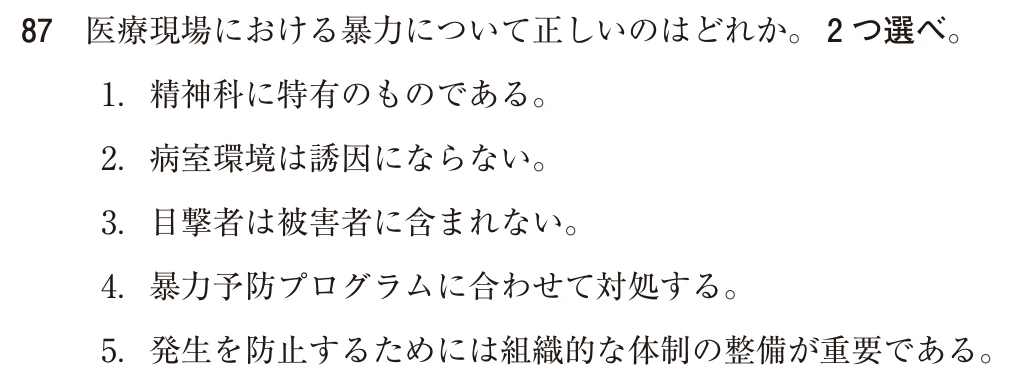 87 医療現場における暴力について正しいのはどれか。2つ選べ。
1. 精神科に特有のものである。
2. 病室環境は誘因にならない。
3. 目撃者は被害者に含まれない。
4. 暴力予防プログラムに合わせて対処する。
5. 発生を防止するためには組織的な体制の整備が重要である。